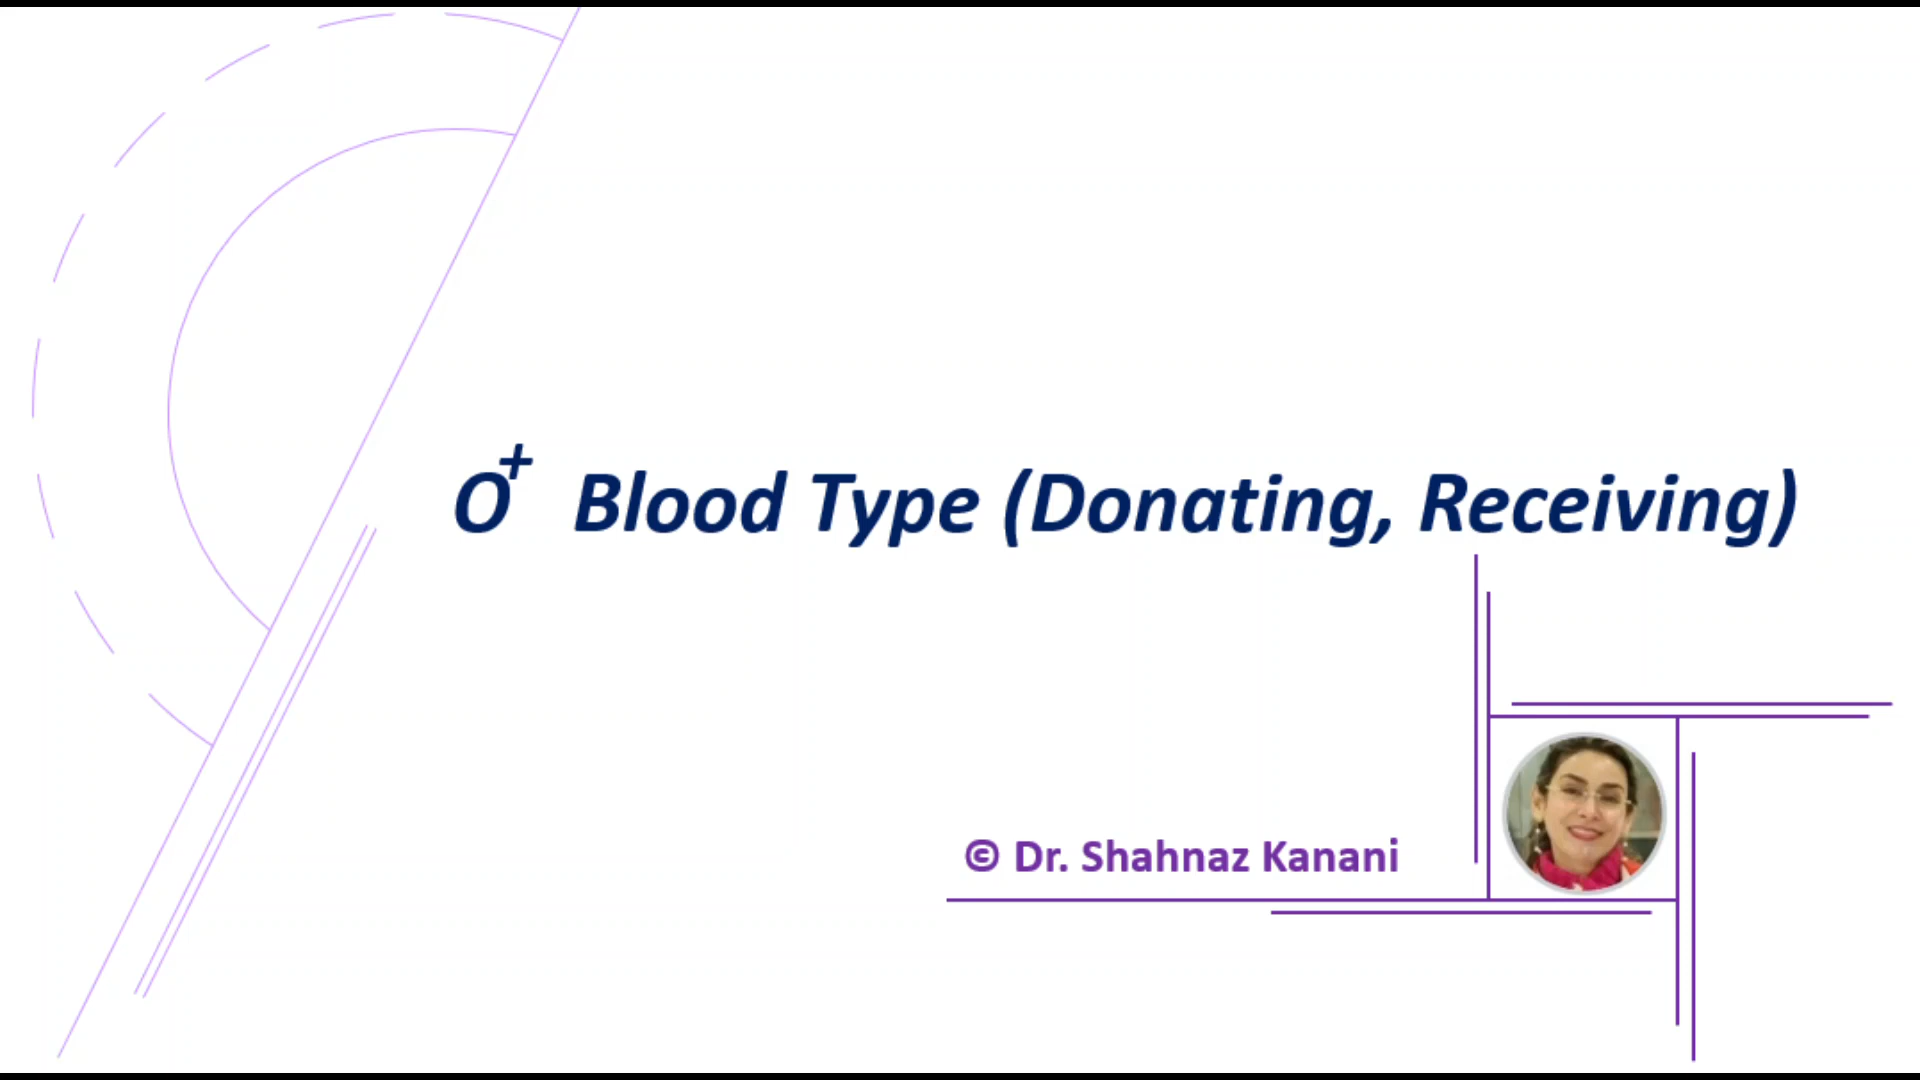 O⁺ Blood Type (Donating, Receiving)
© Dr. Shahnaz Kanani